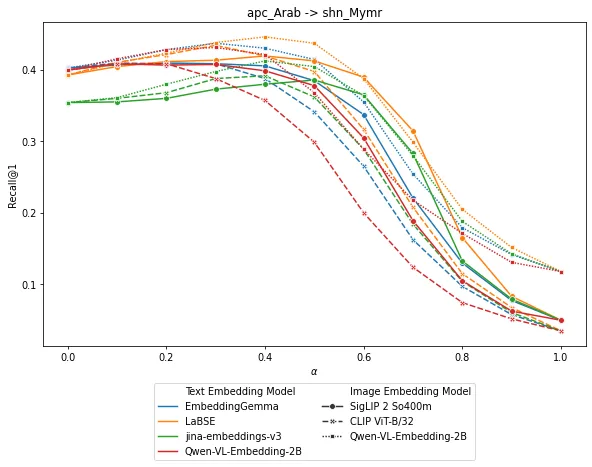 apc_Arab -> shn_Mymr
Recall@1
0.4
0.3
0.2
0.1
0.0
0.2
0.4
0.6
0.8
1.0
α
Text Embedding Model
EmbeddingGemma
LaBSE
jina-embeddings-v3
Qwen-VL-Embedding-2B
Image Embedding Model
SigLIP 2 So400m
CLIP ViT-B/32
Qwen-VL-Embedding-2B